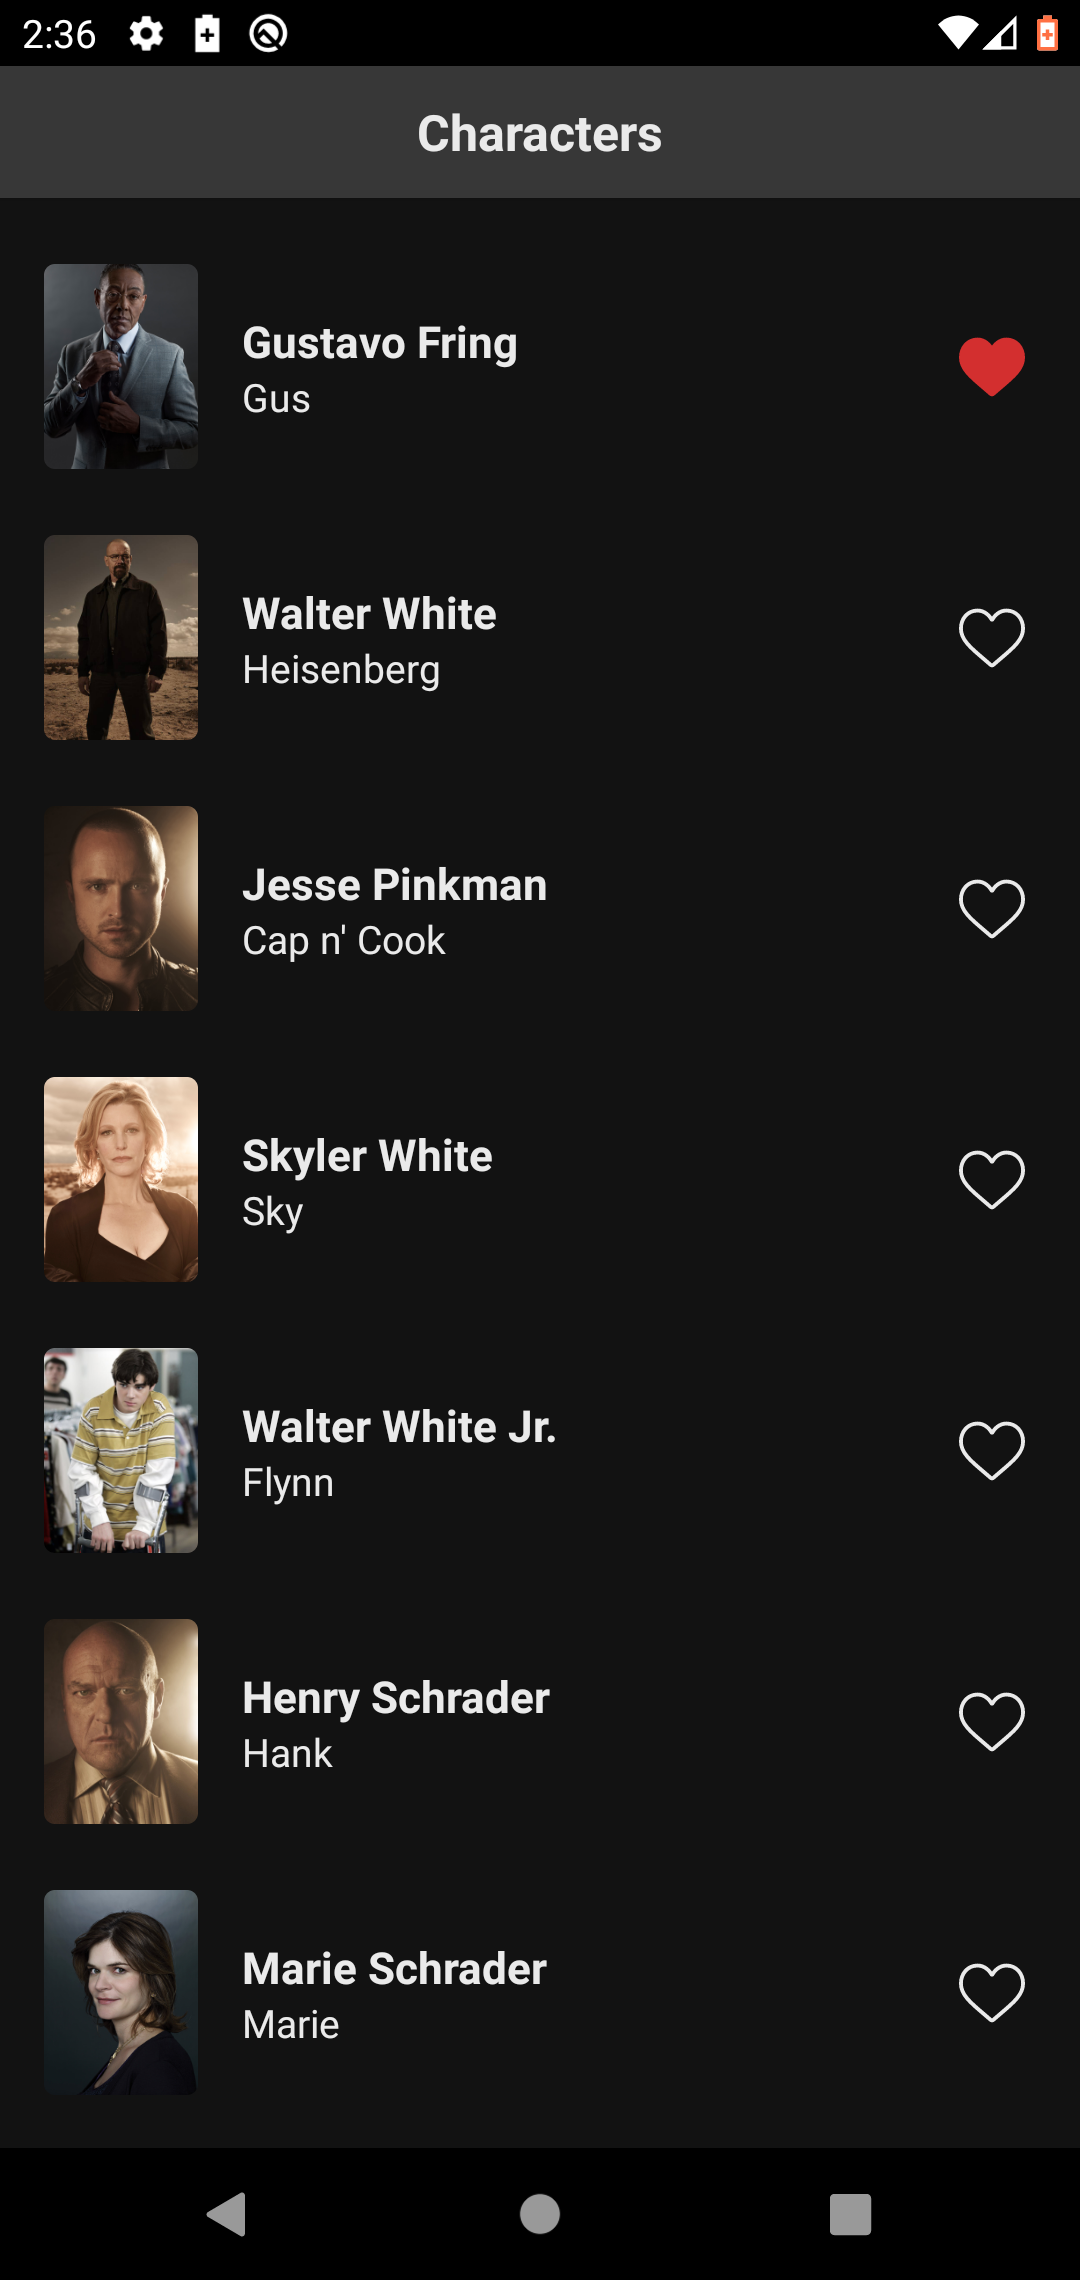 2:36
Characters
Gustavo Fring
Gus
Walter White
Heisenberg
Jesse Pinkman
Cap n' Cook
Skyler White
Sky
Walter White Jr.
Flynn
Henry Schrader
Hank
Marie Schrader
Marie